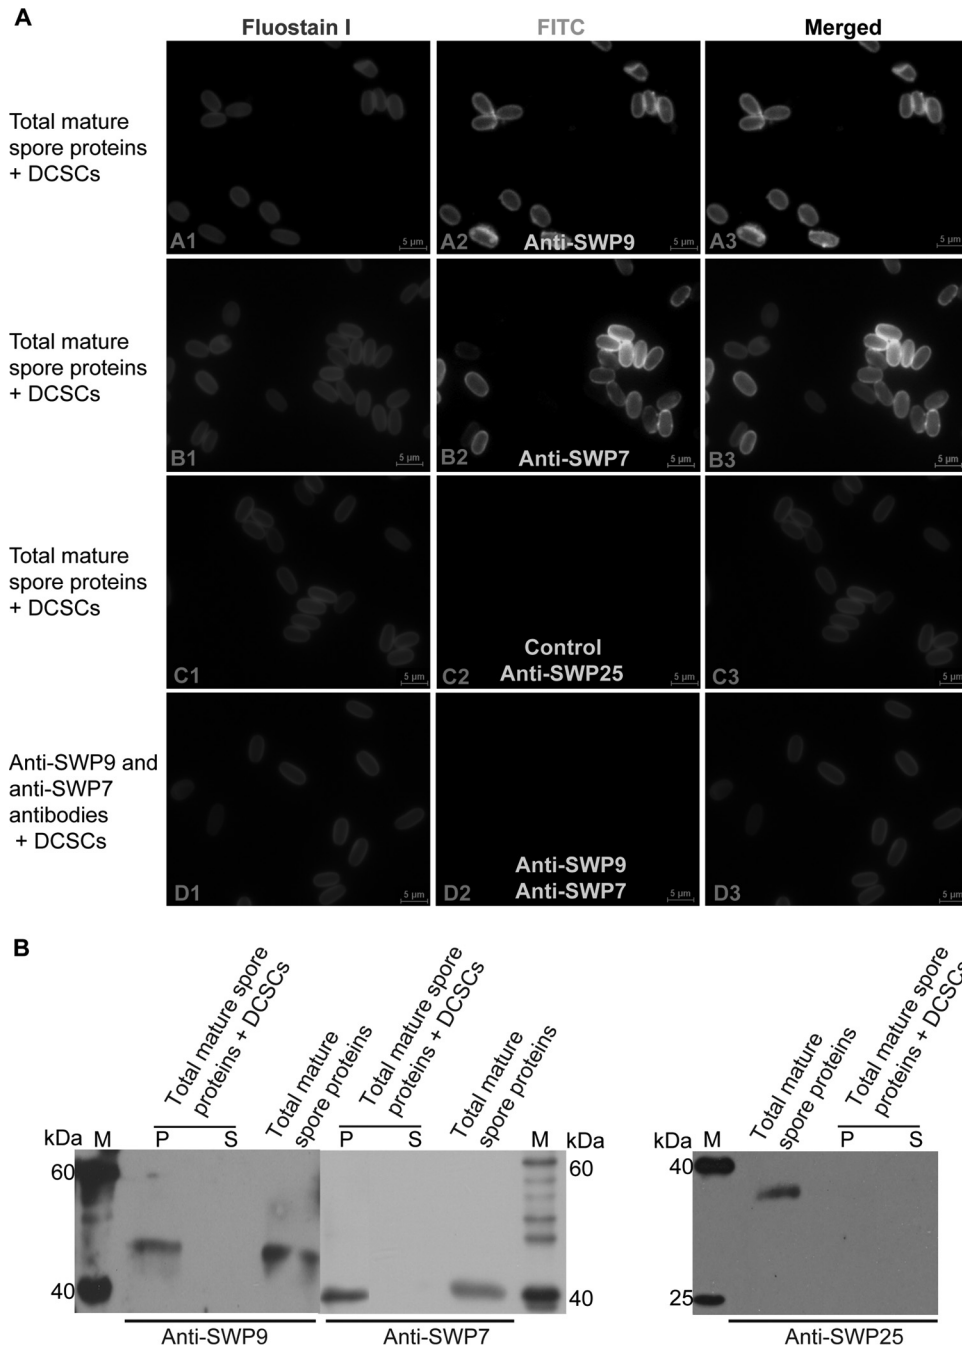 A
Fluostain I
FITC
Merged
Total mature
spore proteins
+ DCSCs
A1
5 µm
A2
Anti-SWP9
5 µm
A3
5 µm
Total mature
spore proteins
+ DCSCs
B1
5 µm
B2
Anti-SWP7
5 µm
B3
5 µm
Total mature
spore proteins
+ DCSCs
C1
5 µm
C2
Control
Anti-SWP25
5 µm
C3
5 µm
Anti-SWP9 and
anti-SWP7
antibodies
+ DCSCs
D1
5 µm
D2
Anti-SWP9
Anti-SWP7
5 µm
D3
5 µm
B
Total mature spore
proteins + DCSCs
Total mature
spore proteins
Total mature spore
proteins + DCSCs
Total mature
spore proteins
Total mature
spore proteins
Total mature spore
proteins + DCSCs
kDa M P S P S M kDa
kDa M P S
60
40
60
40
40
25
Anti-SWP9
Anti-SWP7
Anti-SWP25